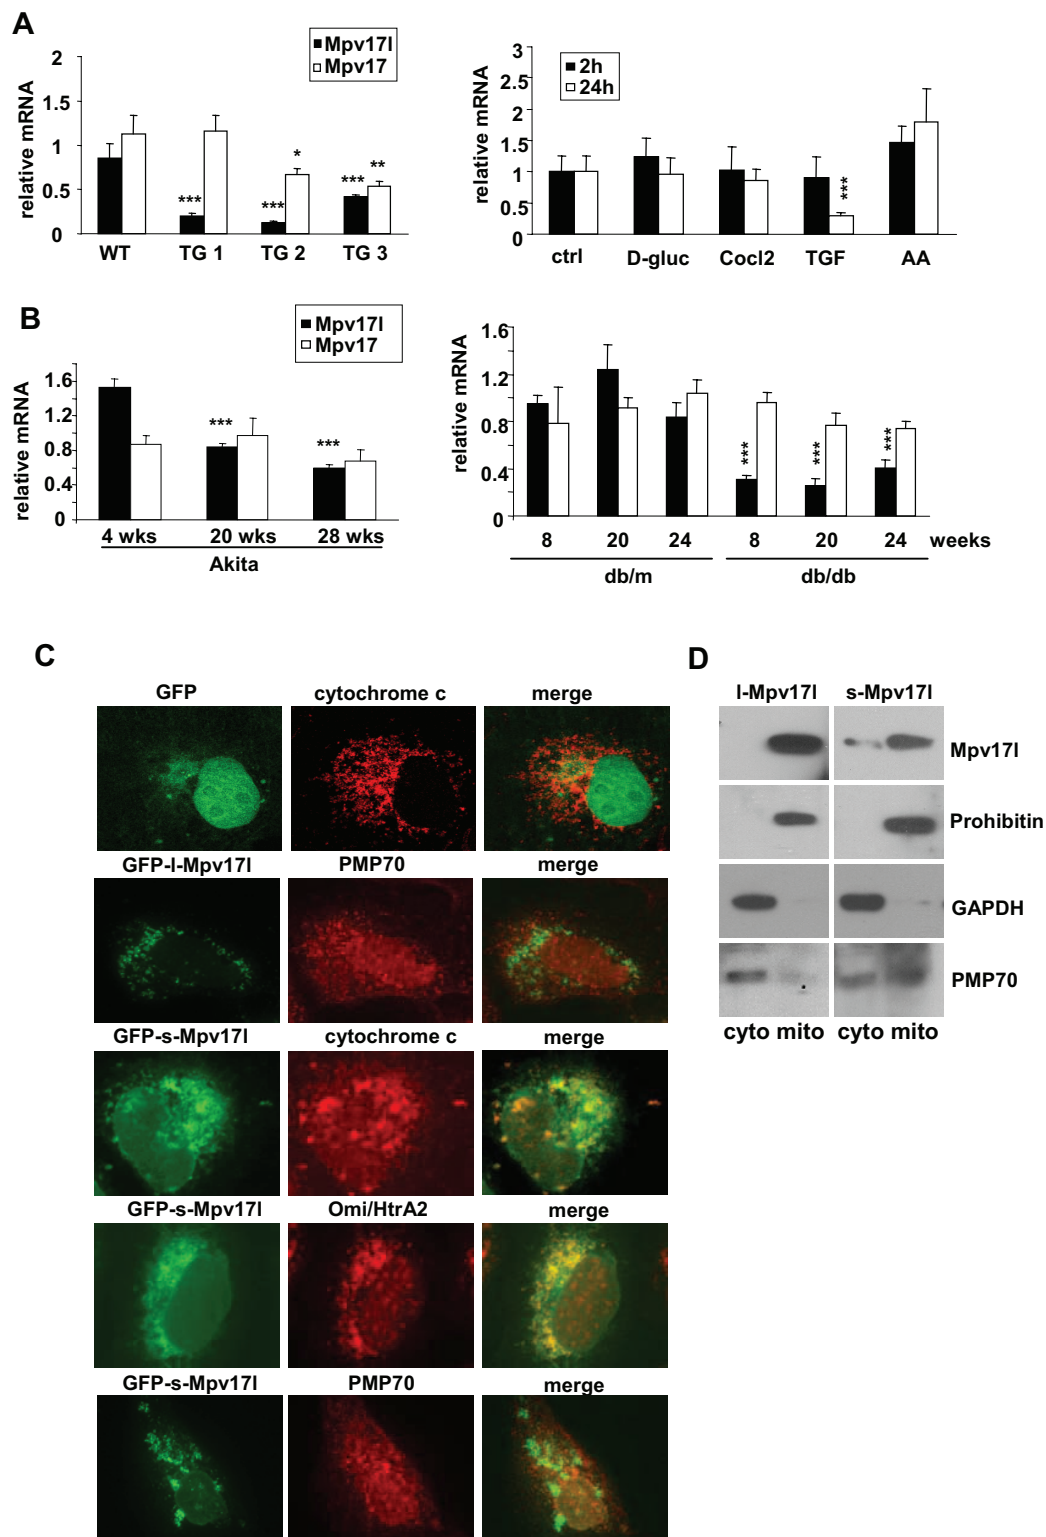 A
Mpv17l
Mpv17
relative mRNA
2
1.5
1
0.5
0
***
***
*
***
**
WT TG 1 TG 2 TG 3
2h
24h
relative mRNA
3
2.5
2
1.5
1
0.5
0
***
ctrl D-gluc Cocl2 TGF AA
B
Mpv17l
Mpv17
relative mRNA
1.6
1.2
0.8
0.4
0
***
***
4 wks 20 wks 28 wks
Akita
relative mRNA
1.6
1.2
0.8
0.4
0
***
***
***
8 20 24 8 20 24 weeks
db/m db/db
C
GFP cytochrome c merge
GFP-l-Mpv17l PMP70 merge
GFP-s-Mpv17l cytochrome c merge
GFP-s-Mpv17l Omi/HtrA2 merge
GFP-s-Mpv17l PMP70 merge
D
l-Mpv17l s-Mpv17l
Mpv17l
Prohibitin
GAPDH
PMP70
cyto mito cyto mito